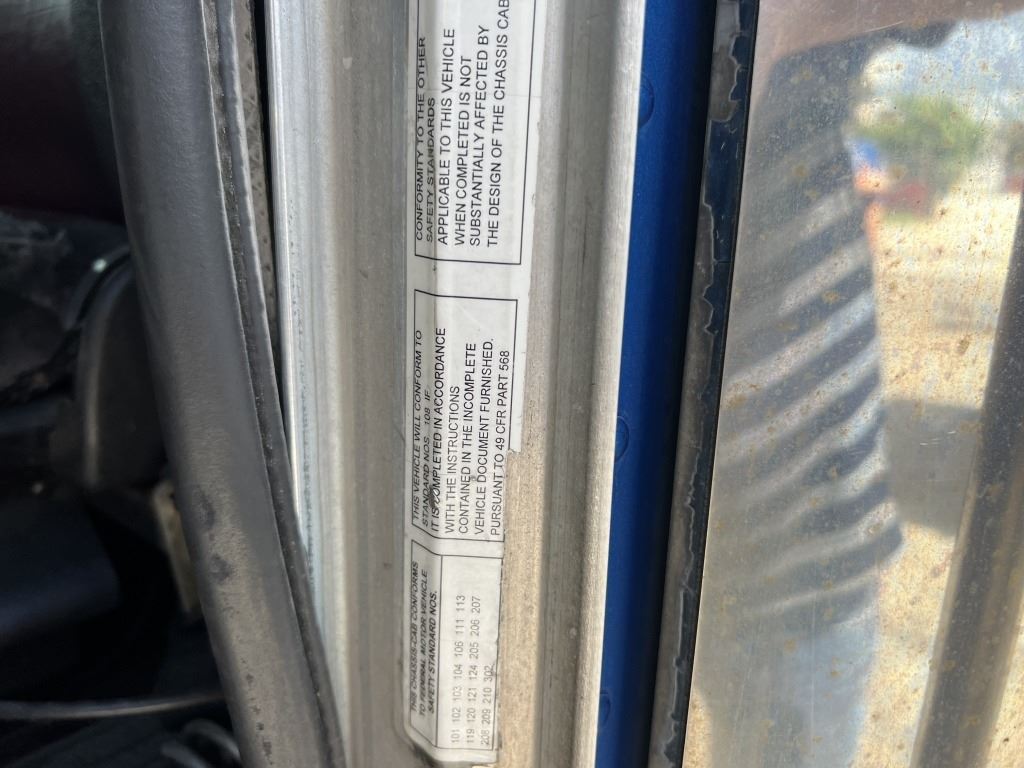 THIS CHASSIS-CAB CONFORMS
TO FEDERAL MOTOR VEHICLE
SAFETY STANDARD NOS.
101 102 103 104 106 111 113
119 120 121 124 205 206 207
208 209 210 302
THIS VEHICLE WILL CONFORM TO
STANDARD NOS. 108 IF
IT IS COMPLETED IN ACCORDANCE
WITH THE INSTRUCTIONS
CONTAINED IN THE INCOMPLETE
VEHICLE DOCUMENT FURNISHED.
PURSUANT TO 49 CFR PART 568
CONFORMITY TO THE OTHER
SAFETY STANDARDS
APPLICABLE TO THIS VEHICLE
WHEN COMPLETED IS NOT
SUBSTANTIALLY AFFECTED BY
THE DESIGN OF THE CHASSIS CAB